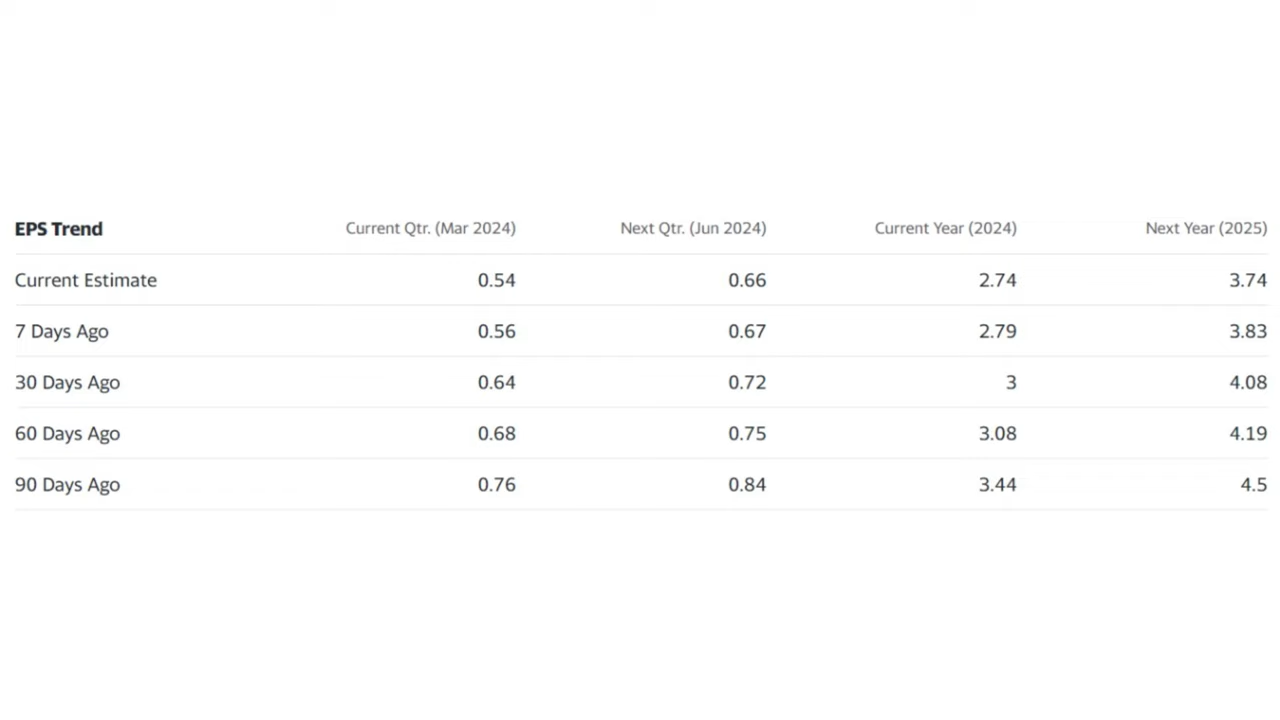 EPS Trend Current Qtr. (Mar 2024) Next Qtr. (Jun 2024) Current Year (2024) Next Year (2025)
Current Estimate 0.54 0.66 2.74 3.74
7 Days Ago 0.56 0.67 2.79 3.83
30 Days Ago 0.64 0.72 3 4.08
60 Days Ago 0.68 0.75 3.08 4.19
90 Days Ago 0.76 0.84 3.44 4.5